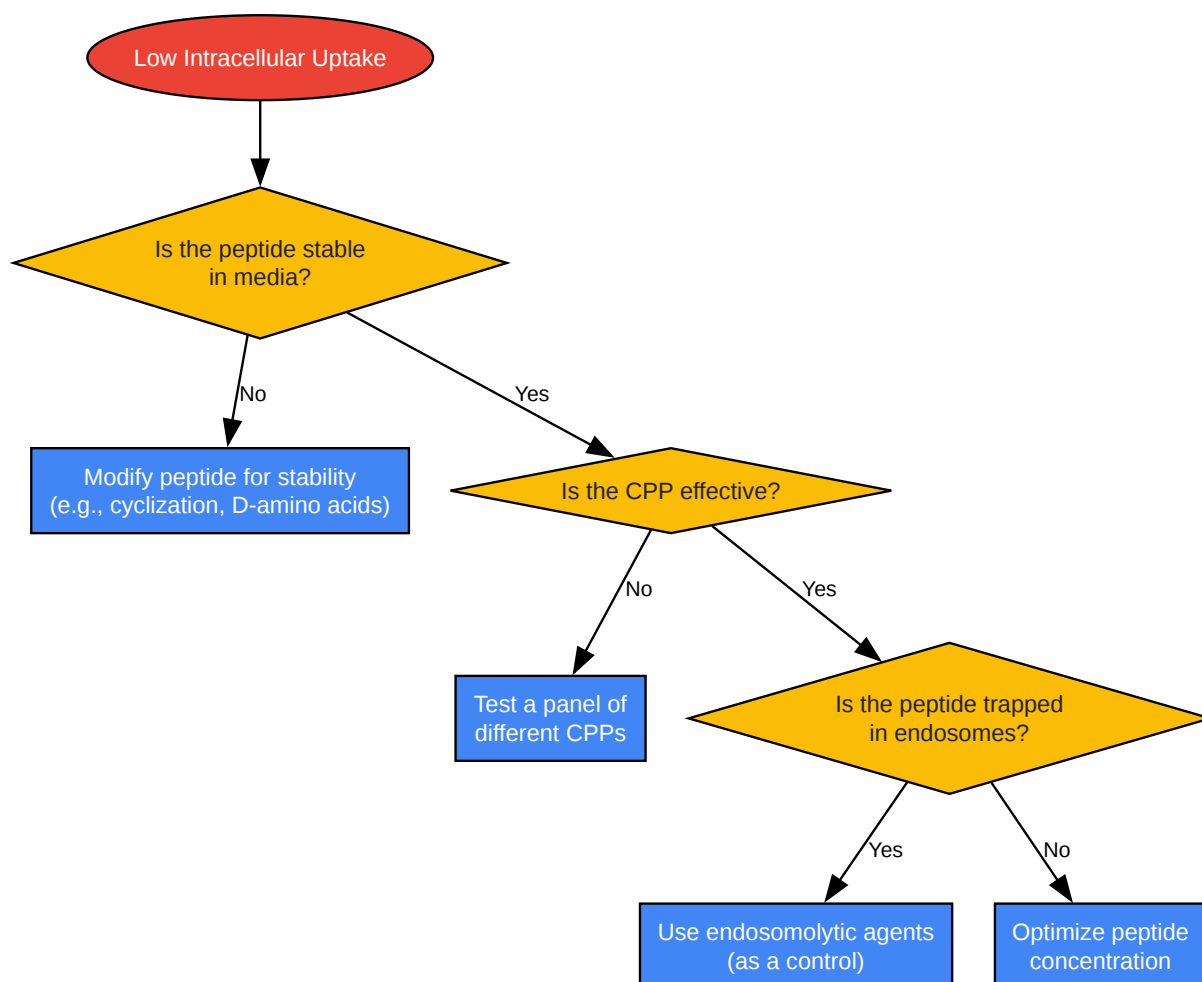 Low Intracellular Uptake
Is the peptide stable
in media?
No
Yes
Modify peptide for stability
(e.g., cyclization, D-amino acids)
Is the CPP effective?
No
Yes
Test a panel of
different CPPs
Is the peptide trapped
in endosomes?
Yes
No
Use endosomolytic agents
(as a control)
Optimize peptide
concentration